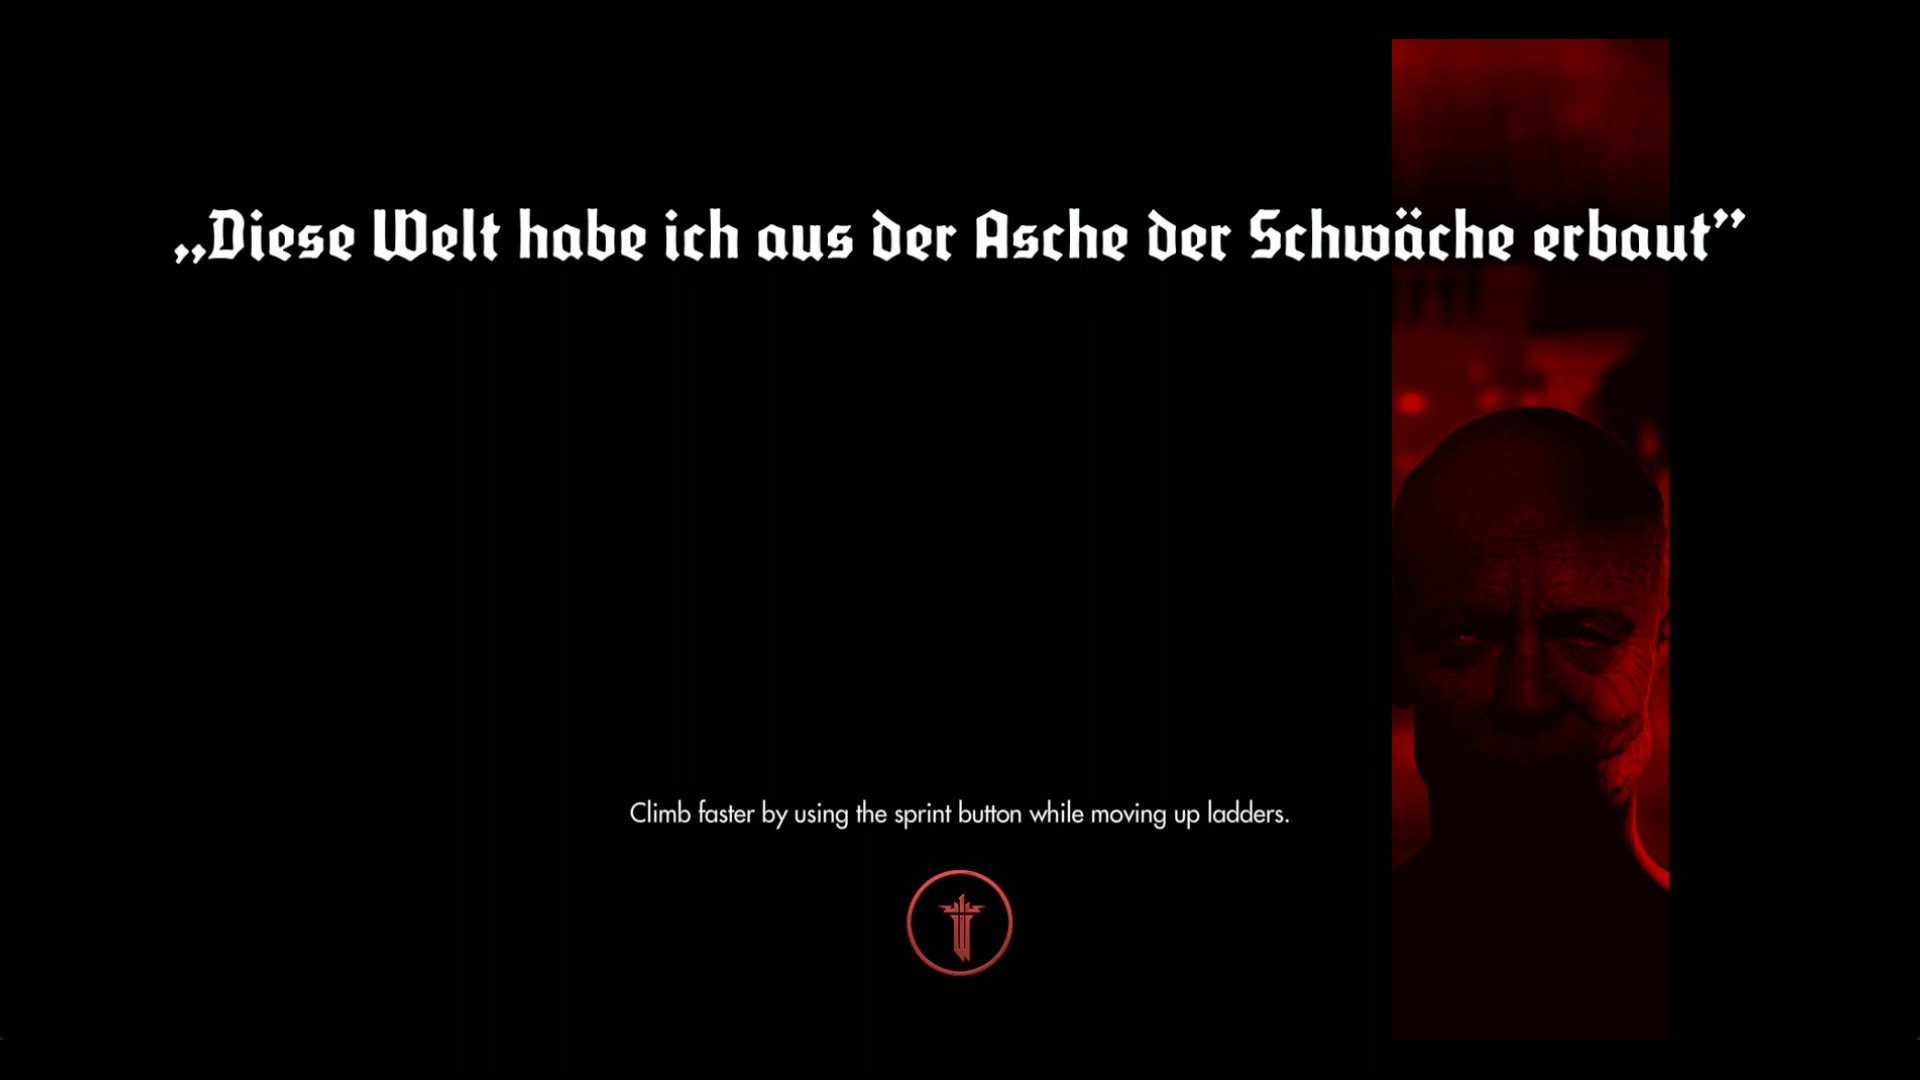 „Diese Welt habe ich aus der Asche der Schwäche erbaut”
Climb faster by using the sprint button while moving up ladders.